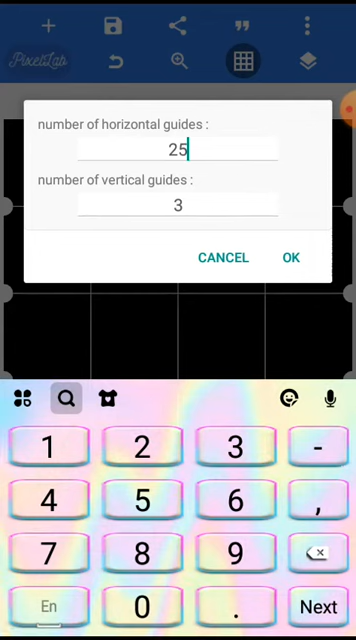 PixelLab
number of horizontal guides :
25
number of vertical guides :
3
CANCEL OK
1 2 3 -
4 5 6 ,
7 8 9
En 0 . Next